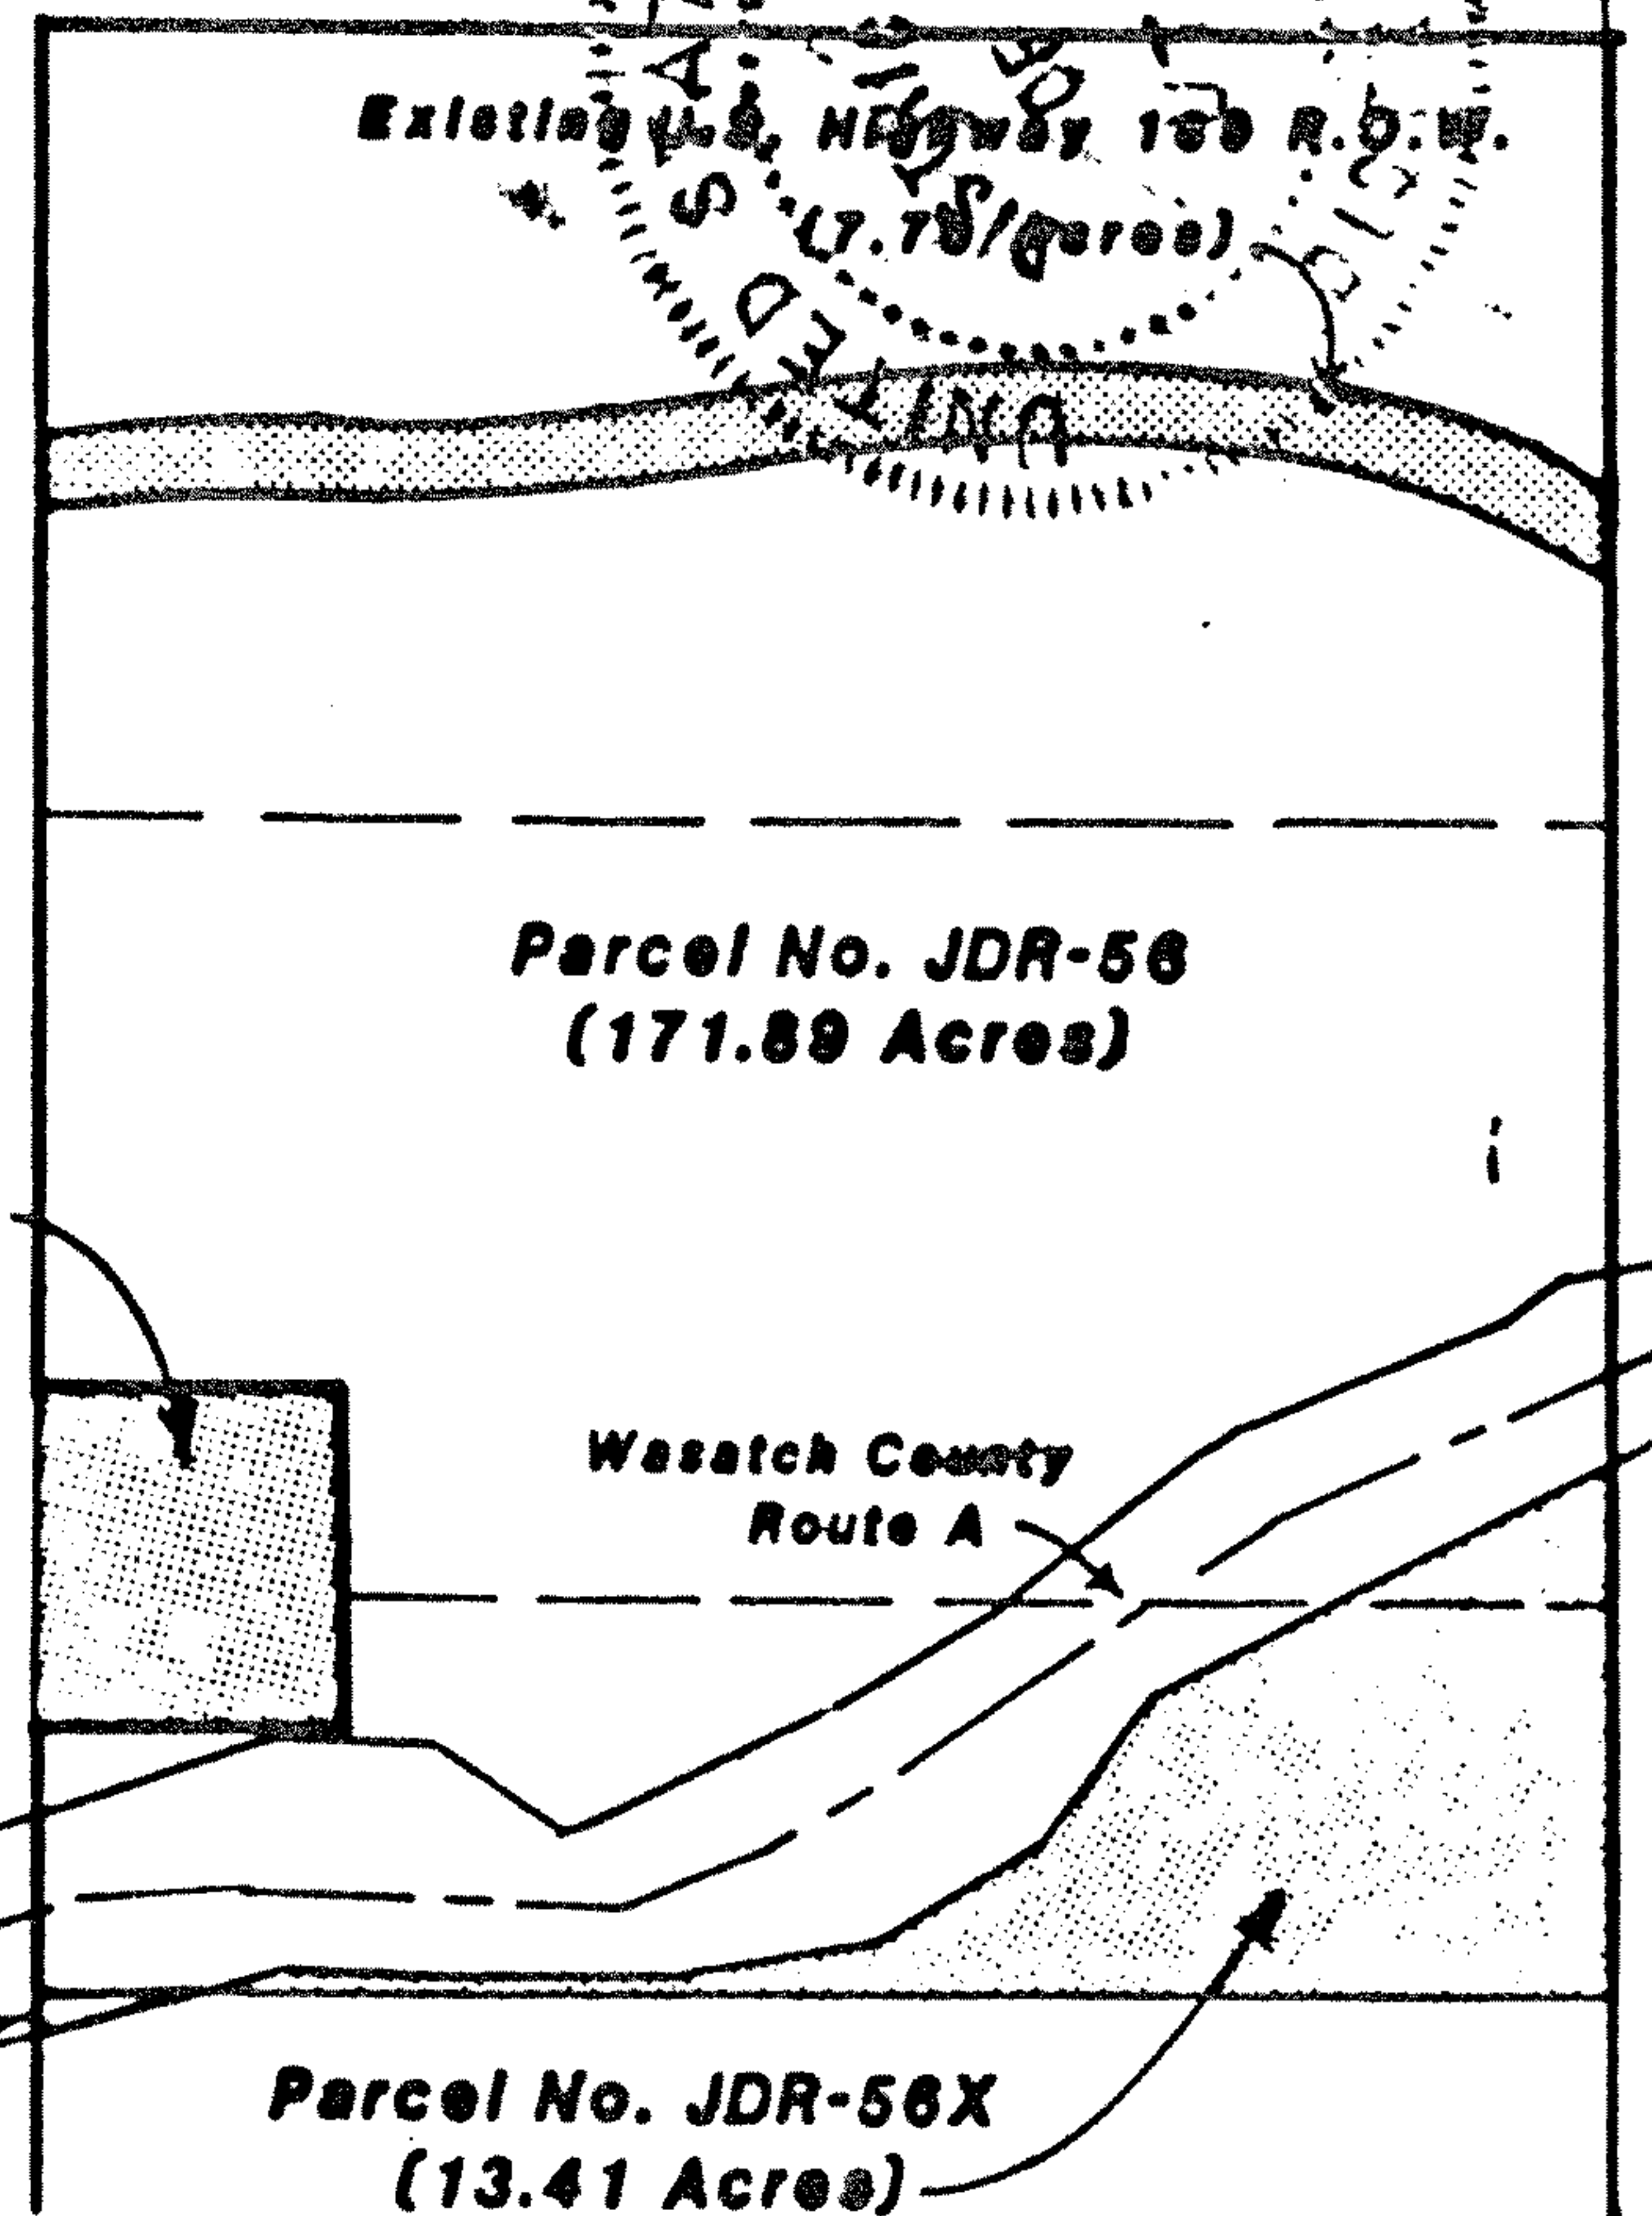 Existing U.S. Highway R.O.W.
Parcel No. JDR-56
(171.89 Acres)
Wasatch County
Route A
Parcel No. JDR-56X
(13.41 Acres)